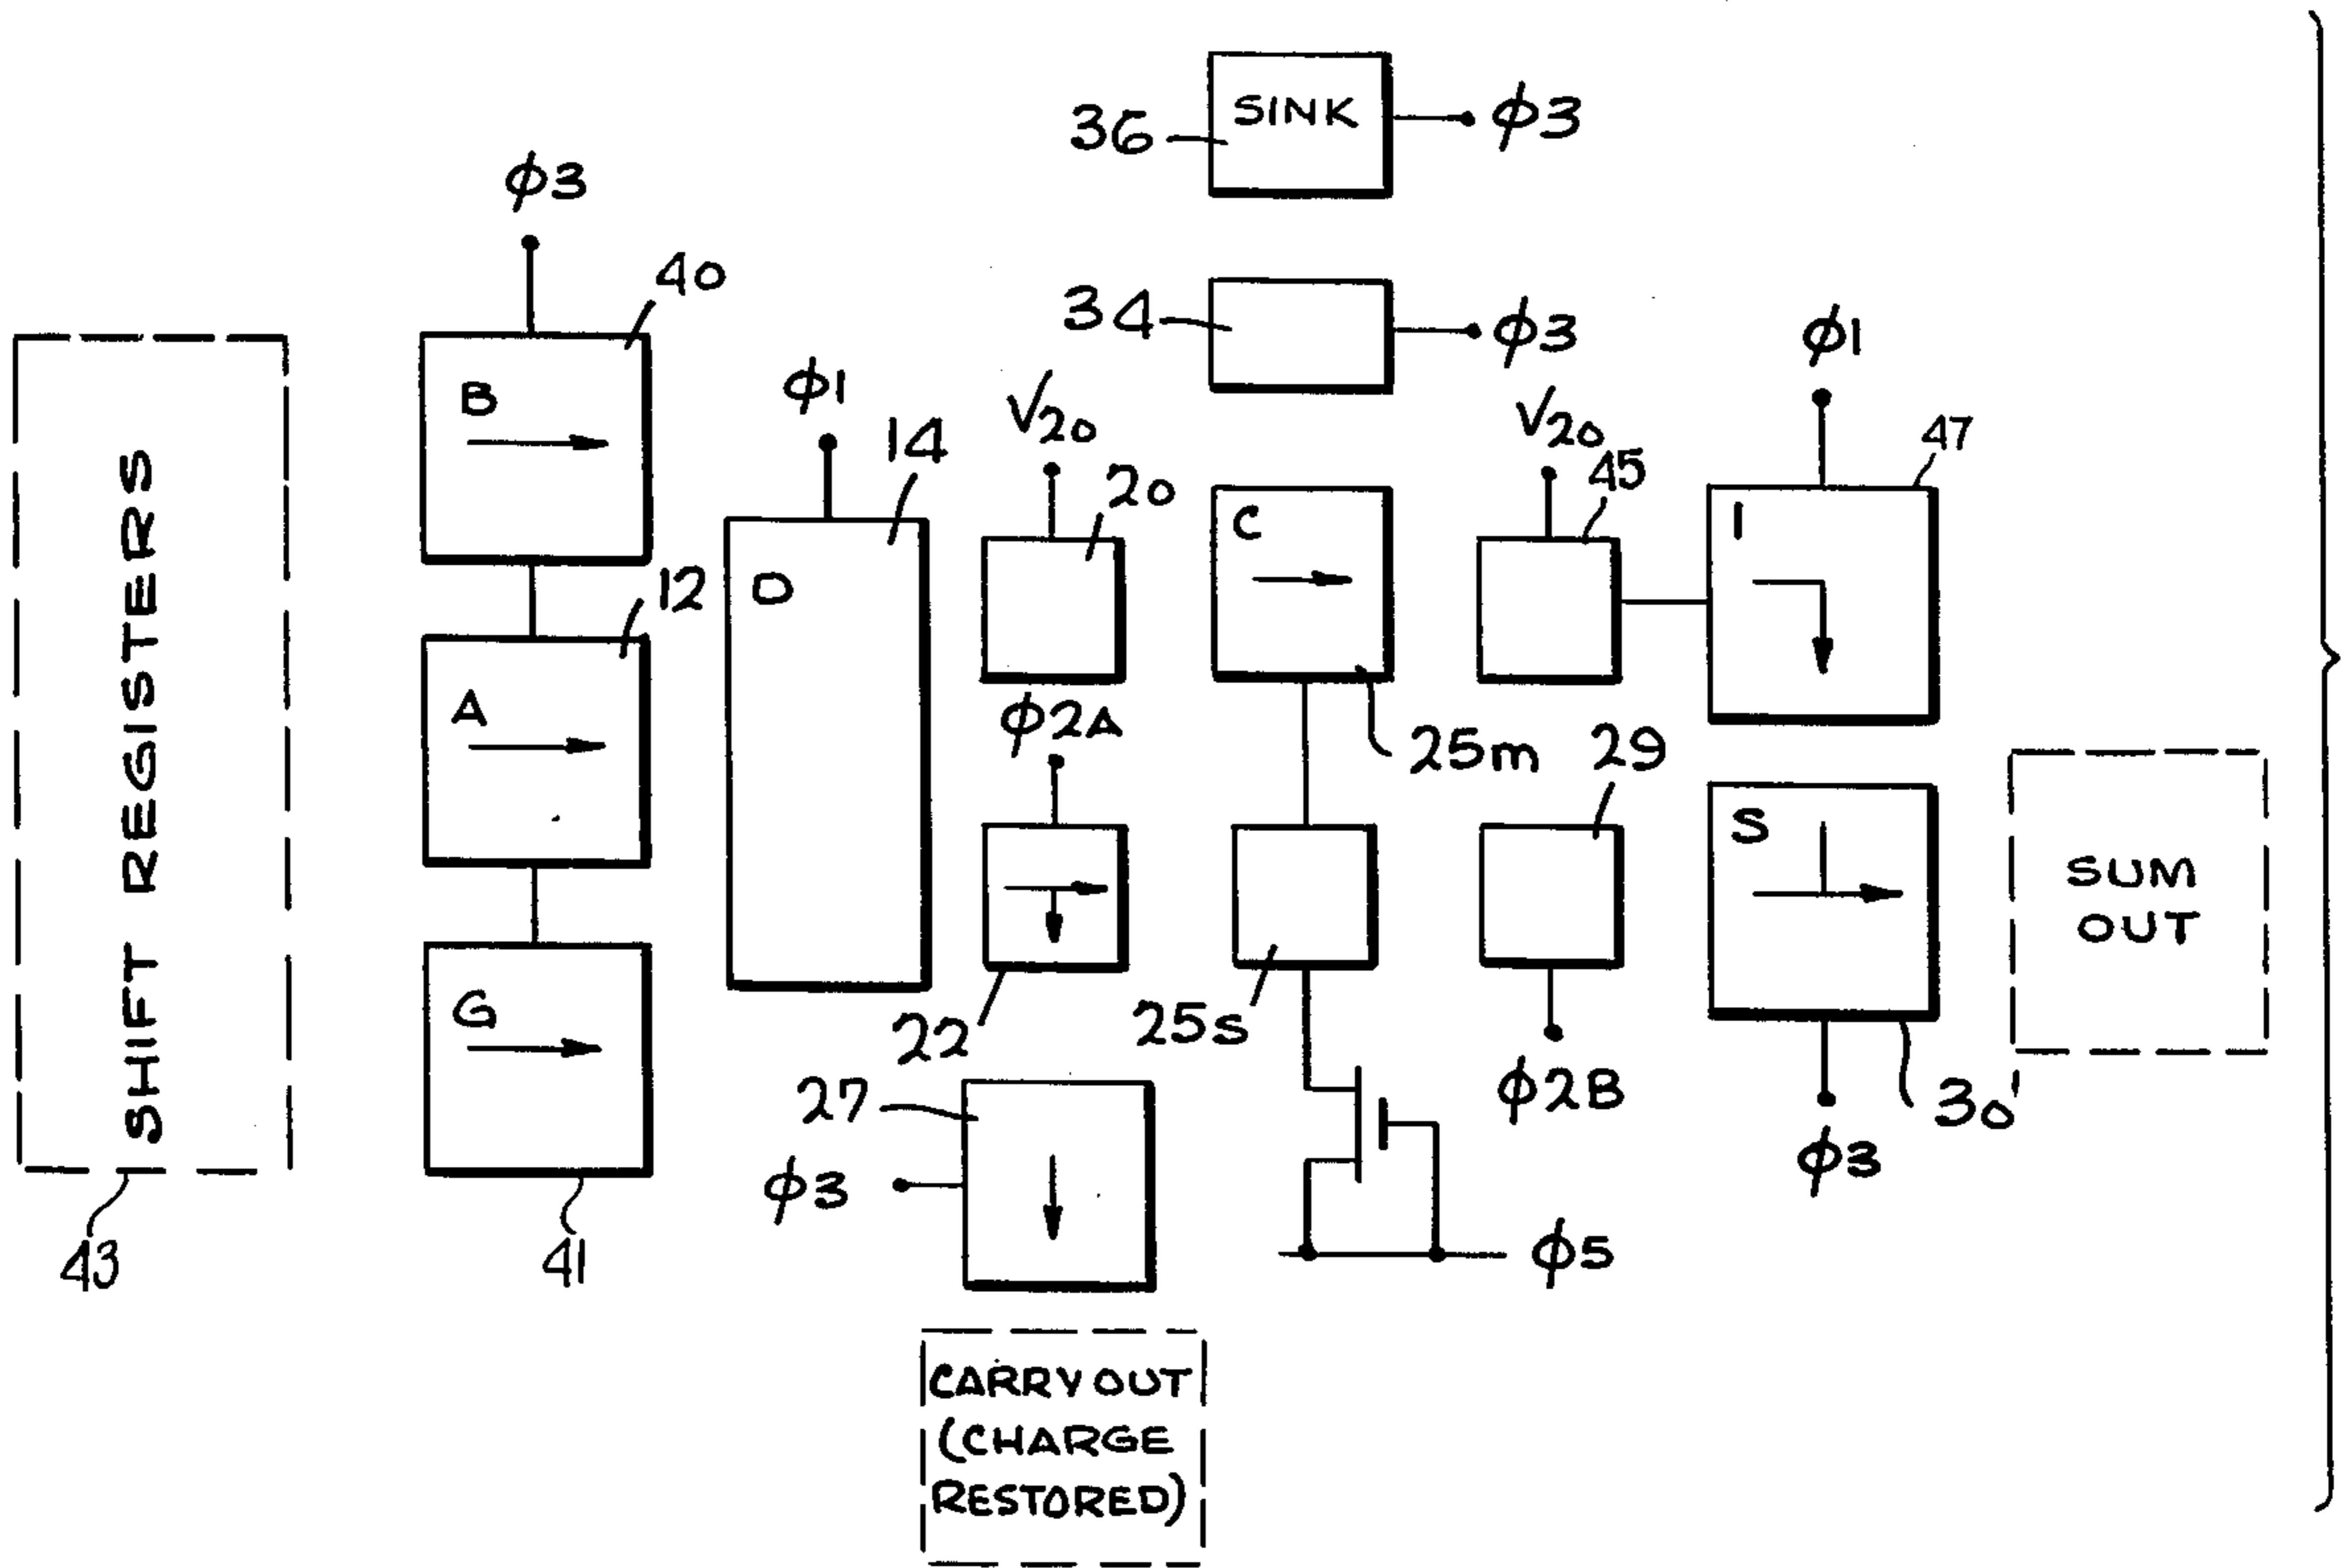 SINK
36
φ3
φ3
40
34
φ3
φ1
B
φ1
14
V20
20
V20
45
47
C
I
12
D
A
φ2A
25m
29
S
SHIFT REGISTERS
SUM
OUT
G
22
25s
27
φ2B
30'
φ3
φ3
43
41
φ5
CARRY OUT
(CHARGE
RESTORED)